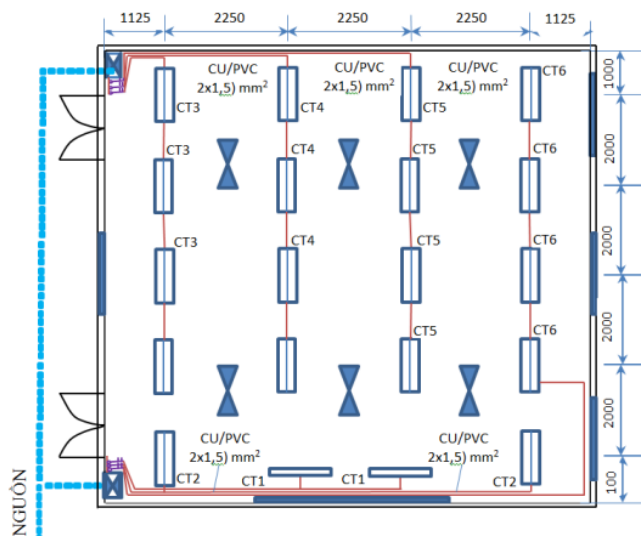 1125 2250 2250 2250 1125
CU/PVC
2x1,5) mm²
CU/PVC
2x1,5) mm²
CU/PVC
2x1,5) mm²
CT6
CT3
CT4
CT5
1000
CT3
CT4
CT5
CT6
2000
CT3
CT4
CT5
CT6
2000
CT6
2000
2000
CU/PVC
2x1,5) mm²
CU/PVC
2x1,5) mm²
CT2
CT1
CT1
CT2
100
NGUỒN